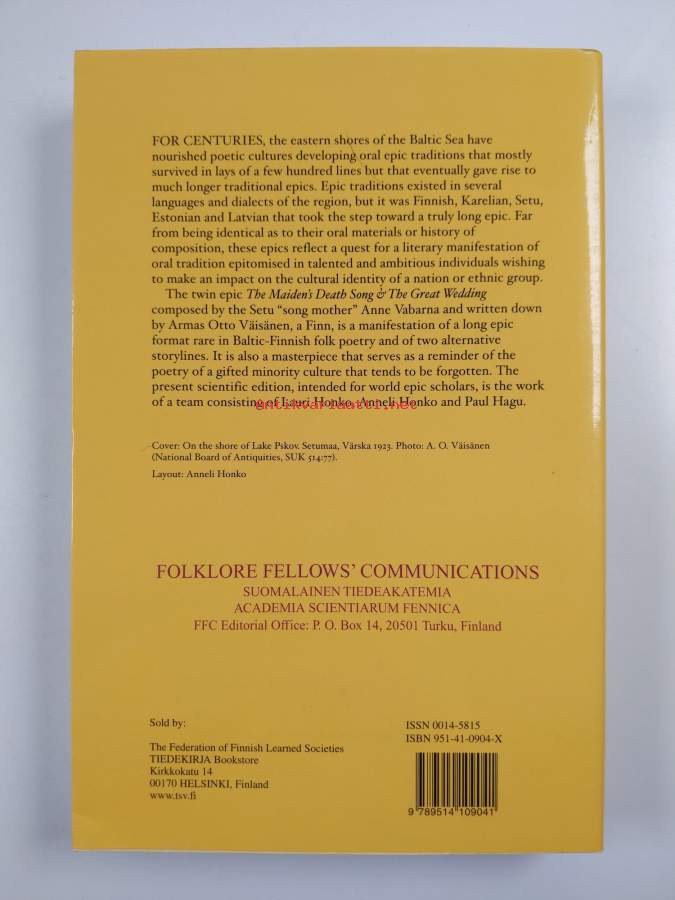 FOR CENTURIES, the eastern shores of the Baltic Sea have
nourished poetic cultures developing oral epic traditions that mostly
survived in lays of a few hundred lines but that eventually gave rise to
much longer traditional epics. Epic traditions existed in several
languages and dialects of the region, but it was Finnish, Karelian, Setu,
Estonian and Latvian that took the step toward a truly long epic. Far
from being identical as to their oral materials or history of
composition, these epics reflect a quest for a literary manifestation of
oral tradition epitomised in talented and ambitious individuals wishing
to make an impact on the cultural identity of a nation or ethnic group.
The twin epic The Maiden's Death Song & The Great Wedding
composed by the Setu “song mother” Anne Vabarna and written down
by Armas Otto Väisänen, a Finn, is a manifestation of a long epic
format rare in Baltic-Finnish folk poetry and of two alternative
storylines. It is also a masterpiece that serves as a reminder of the
poetry of a gifted minority culture that tends to be forgotten. The
present scientific edition, intended for world epic scholars, is the work
of a team consisting of Lauri Honko, Anneli Honko and Paul Hagu.
Antikvariaatti.net
Cover: On the shore of Lake Pskov. Setumaa, Värska 1923. Photo: A. O. Väisänen
(National Board of Antiquities, SUK 514:77).
Layout: Anneli Honko
FOLKLORE FELLOWS’ COMMUNICATIONS
SUOMALAINEN TIEDEAKATEMIA
ACADEMIA SCIENTIARUM FENNICA
FFC Editorial Office: P. O. Box 14, 20501 Turku, Finland
Sold by:
The Federation of Finnish Learned Societies
TIEDEKIRJA Bookstore
Kirkkokatu 14
00170 HELSINKI, Finland
www.tsv.fi
ISSN 0014-5815
ISBN 951-41-0904-X
9 789514 109041